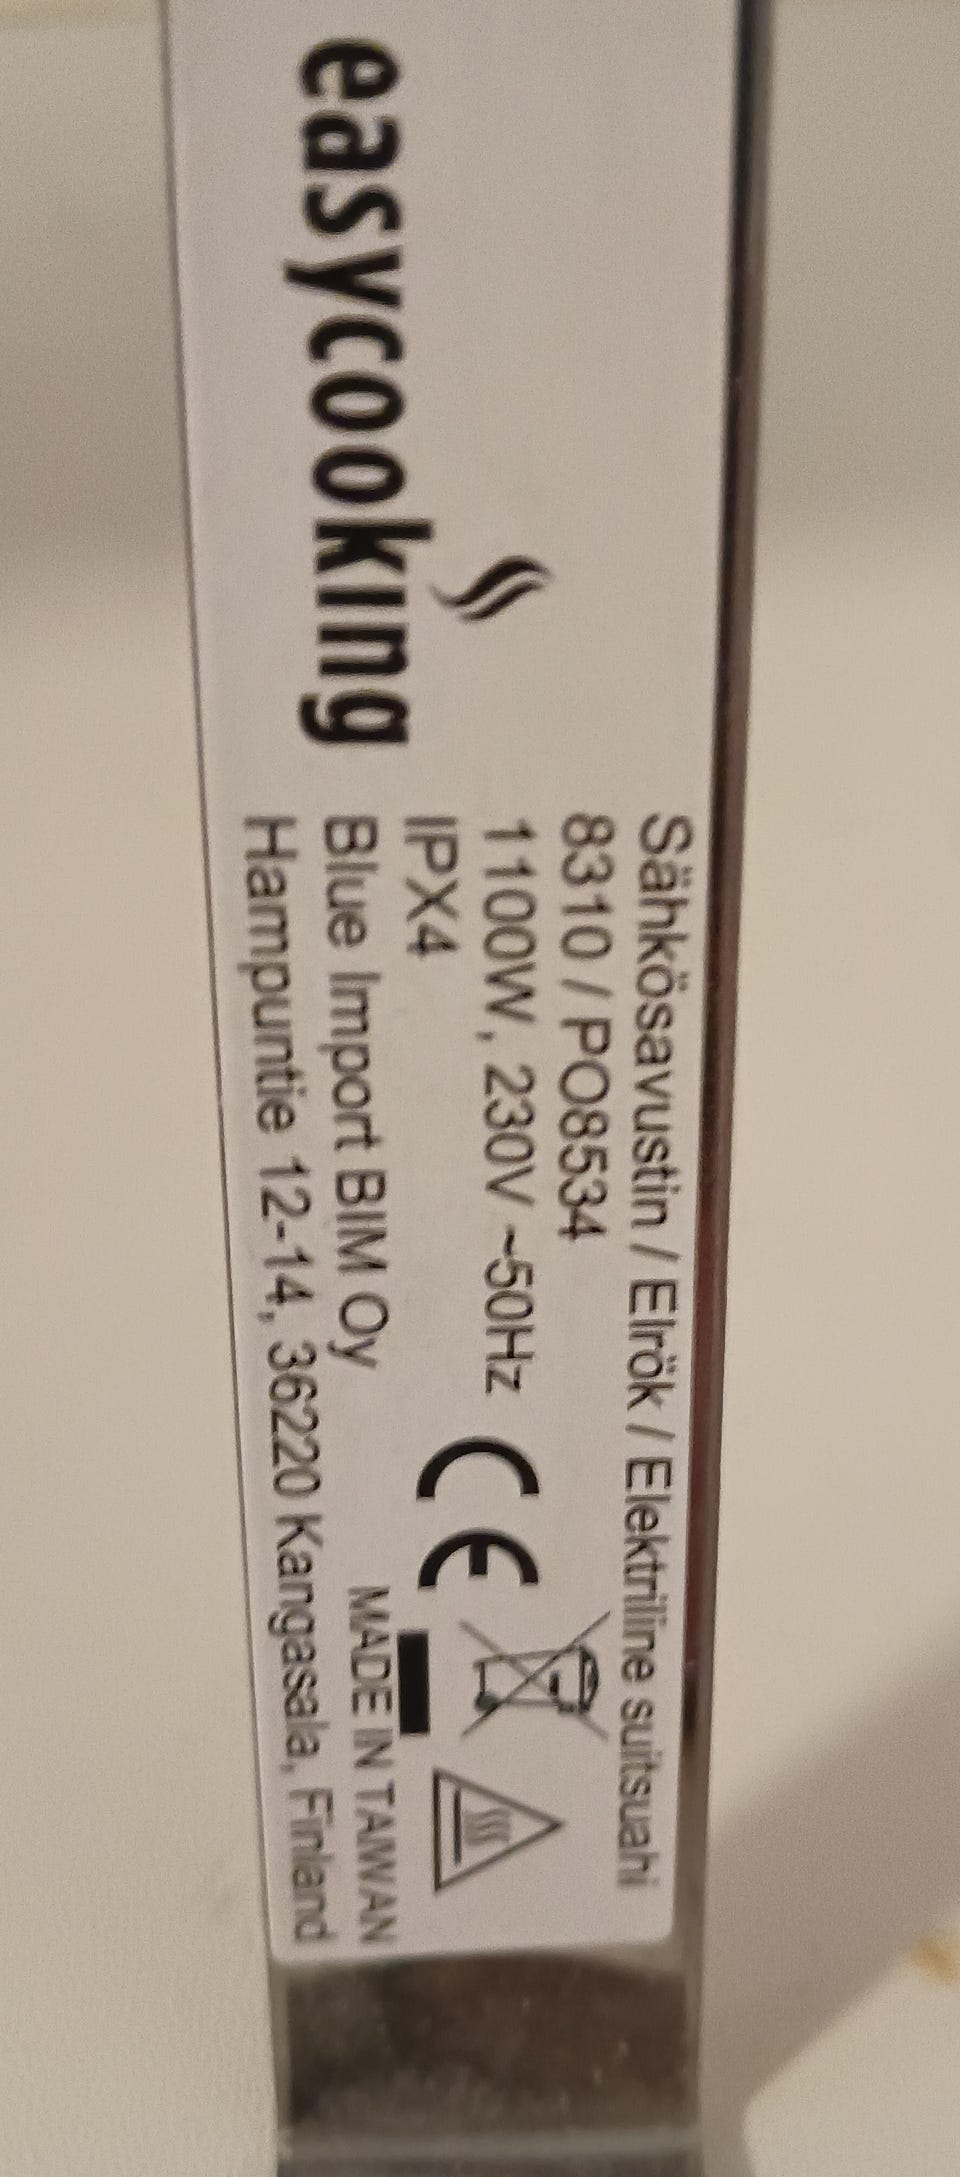 easycooking
Sähkösavustin / Elrök / Elektriline suitsuahi
8310 / PO8534
1100W, 230V ~50Hz
IPX4
CE
Blue Import BIM Oy
MADE IN TAIWAN
Hampuntie 12-14, 36220 Kangasala, Finland